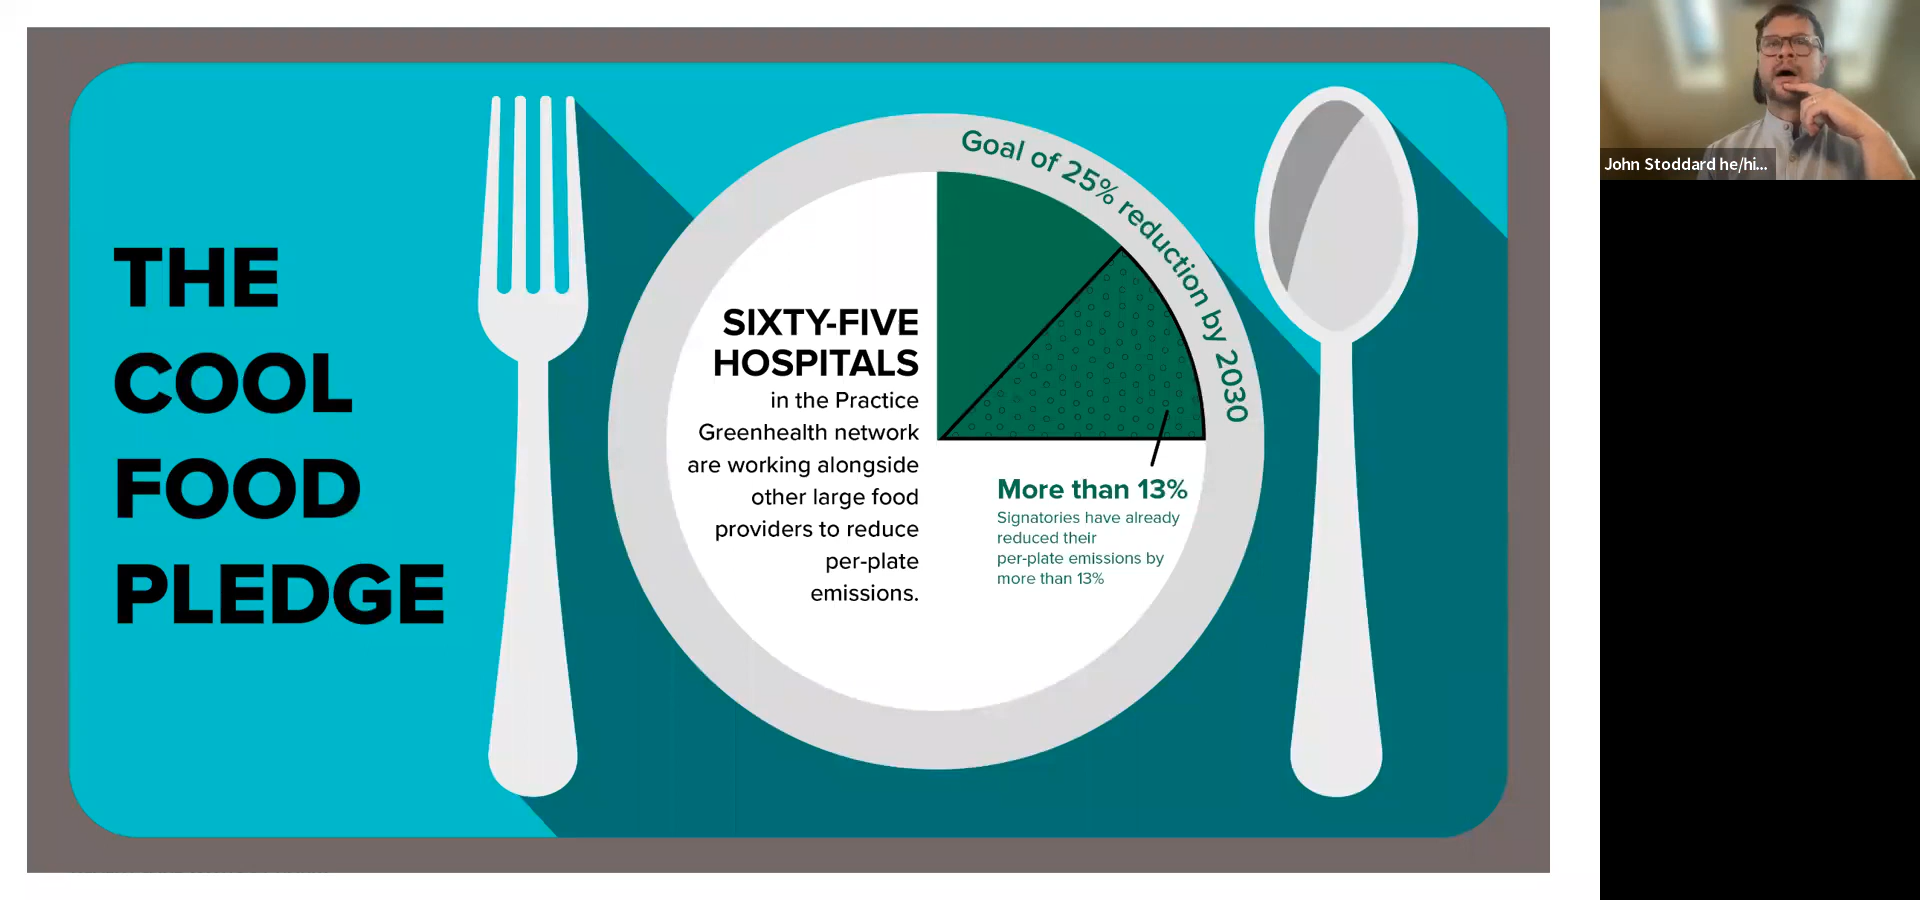 THE
COOL
FOOD
PLEDGE
SIXTY-FIVE
HOSPITALS
in the Practice
Greenhealth network
are working alongside
other large food
providers to reduce
per-plate
emissions.
Goal of 25% reduction by 2030
More than 13%
Signatories have already
reduced their
per-plate emissions by
more than 13%
John Stoddard he/hi...